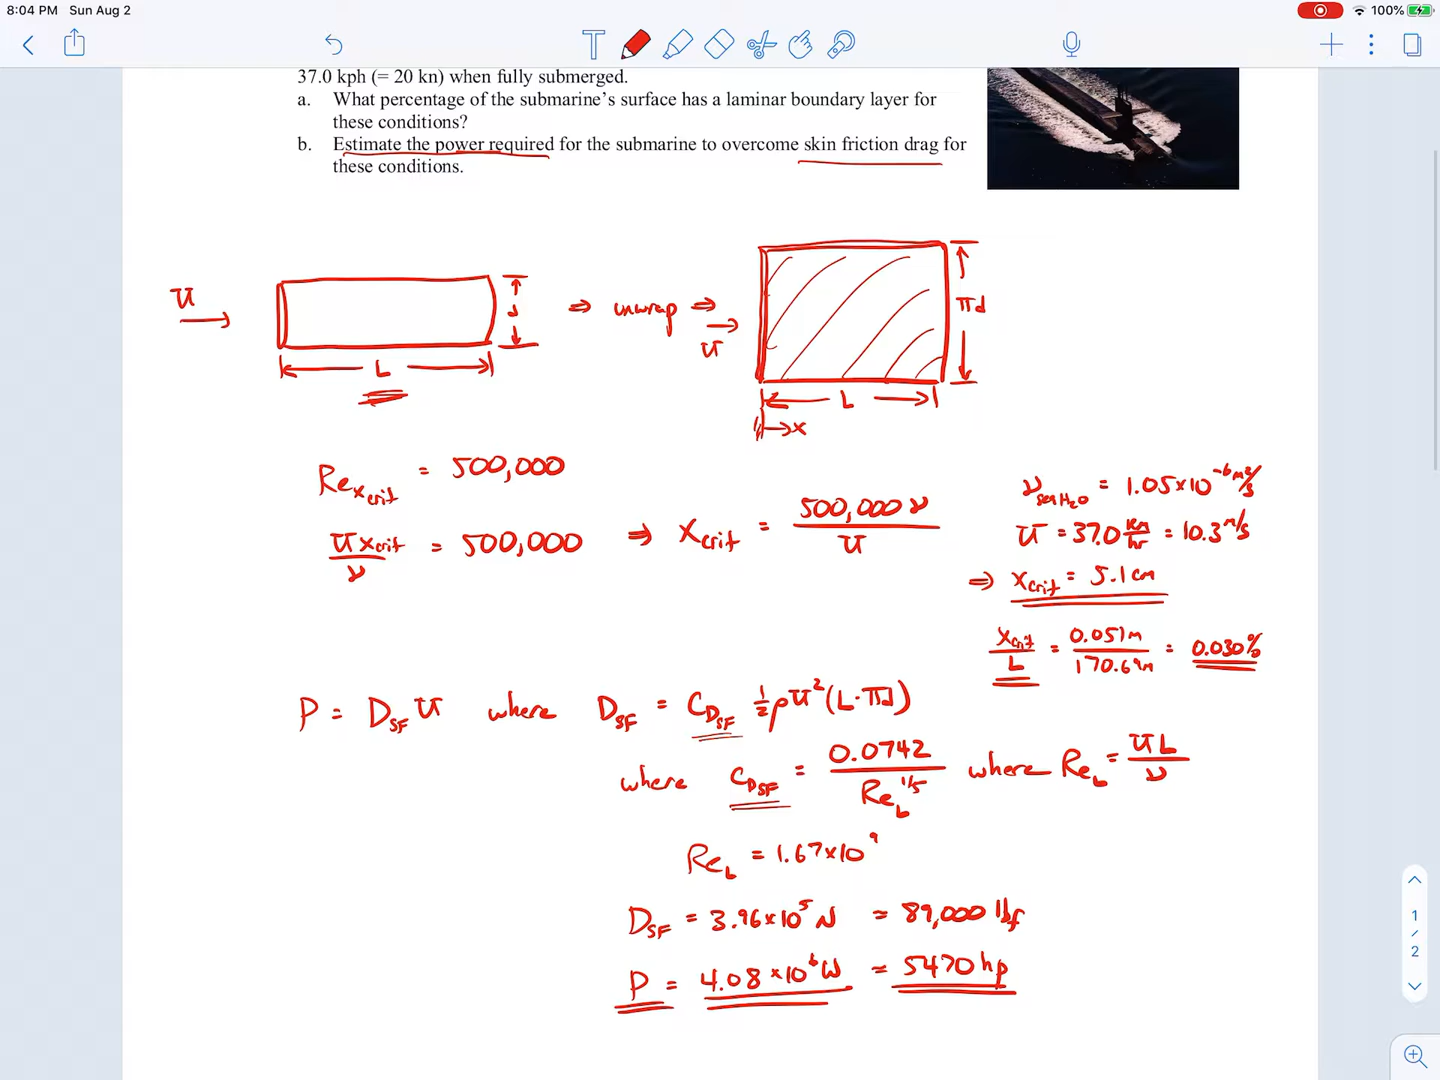 8:04 PM Sun Aug 2
100%
T
37.0 kph (= 20 kn) when fully submerged.
a. What percentage of the submarine's surface has a laminar boundary layer for
these conditions?
b. Estimate the power required for the submarine to overcome skin friction drag for
these conditions.
U
d
L
⇒ unwrap ⇒
U
πd
L
x
Re_xcrit = 500,000
U xcrit / ν = 500,000 ⇒ xcrit = 500,000 ν / U
ν_sea H2O = 1.05×10^-6 m²/s
U = 37.0 km/hr = 10.3 m/s
⇒ xcrit = 5.1 cm
xcrit / L = 0.051m / 170.69m = 0.030%
P = D_SF U where D_SF = C_DSF ½ρU²(L·πd)
where C_DSF = 0.0742 / Re_L^1/5 where Re_L = UL / ν
Re_L = 1.67×10^9
D_SF = 3.96×10^5 N = 89,000 lbf
P = 4.08×10^6 W = 5470 hp
1
/
2